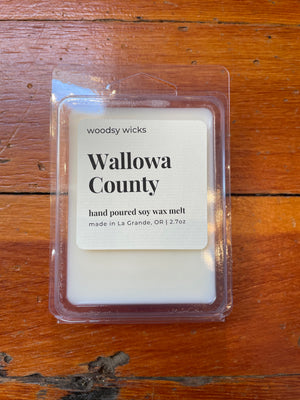 woodsy wicks
Wallowa
County
hand poured soy wax melt
made in La Grande, OR | 2.7oz